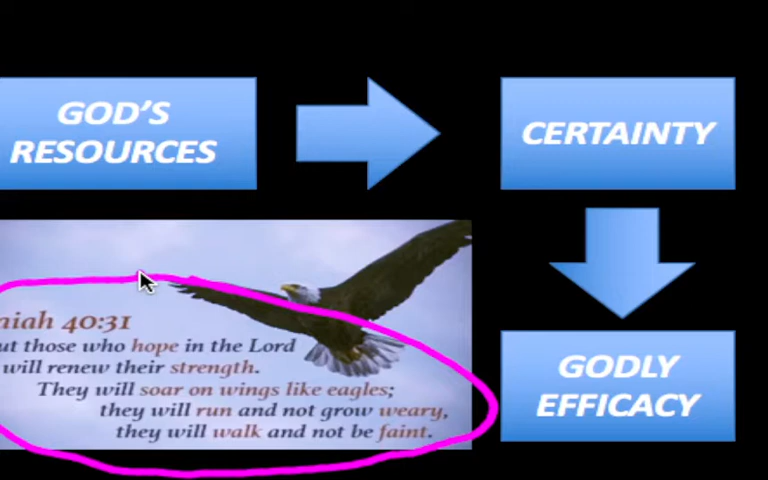 GOD'S
RESOURCES
CERTAINTY
GODLY
EFFICACY
niah 40:31
ut those who hope in the Lord
will renew their strength.
They will soar on wings like eagles;
they will run and not grow weary,
they will walk and not be faint.